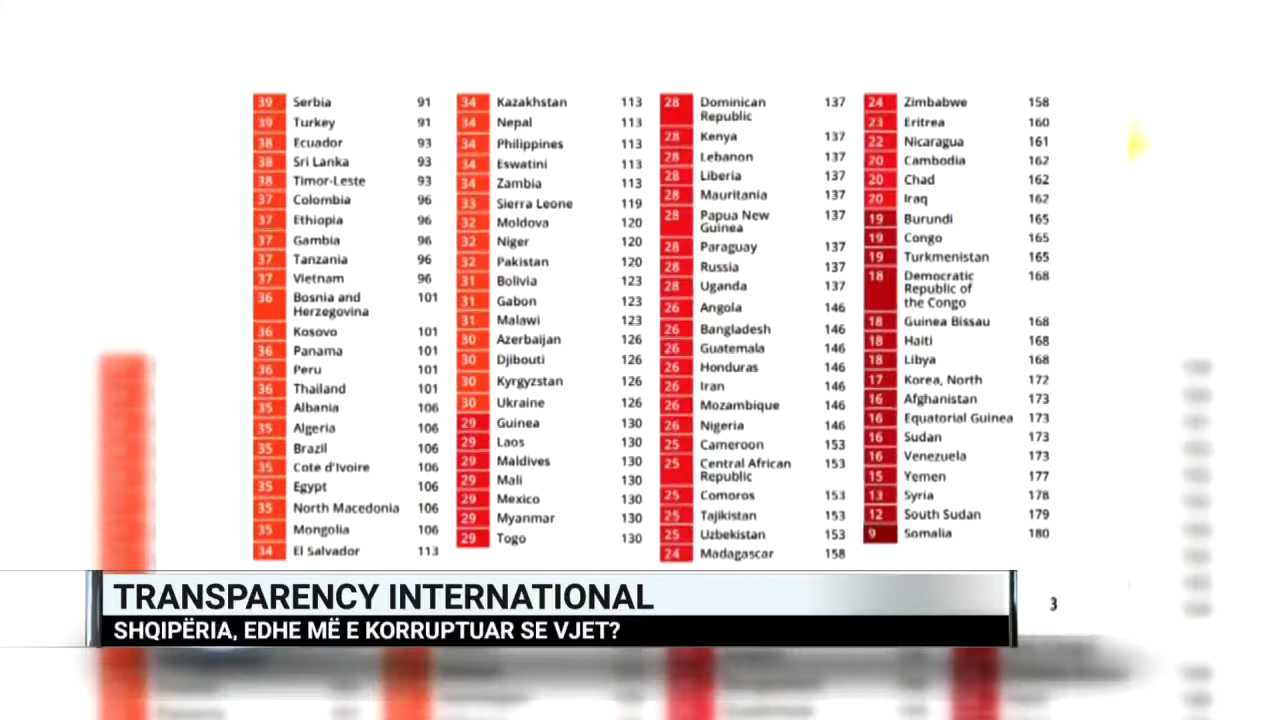 39 Serbia 91
39 Turkey 91
38 Ecuador 93
38 Sri Lanka 93
38 Timor-Leste 93
37 Colombia 96
37 Ethiopia 96
37 Gambia 96
37 Tanzania 96
37 Vietnam 96
36 Bosnia and 101
Herzegovina
36 Kosovo 101
36 Panama 101
36 Peru 101
36 Thailand 101
35 Albania 106
35 Algeria 106
35 Brazil 106
35 Cote d'Ivoire 106
35 Egypt 106
35 North Macedonia 106
35 Mongolia 106
34 El Salvador 113
34 Kazakhstan 113
34 Nepal 113
34 Philippines 113
34 Eswatini 113
34 Zambia 113
33 Sierra Leone 119
32 Moldova 120
32 Niger 120
32 Pakistan 120
31 Bolivia 123
31 Gabon 123
31 Malawi 123
30 Azerbaijan 126
30 Djibouti 126
30 Kyrgyzstan 126
30 Ukraine 126
29 Guinea 130
29 Laos 130
29 Maldives 130
29 Mali 130
29 Mexico 130
29 Myanmar 130
29 Togo 130
28 Dominican 137
Republic
28 Kenya 137
28 Lebanon 137
28 Liberia 137
28 Mauritania 137
28 Papua New 137
Guinea
28 Paraguay 137
28 Russia 137
28 Uganda 137
26 Angola 146
26 Bangladesh 146
26 Guatemala 146
26 Honduras 146
26 Iran 146
26 Mozambique 146
26 Nigeria 146
25 Cameroon 153
25 Central African 153
Republic
25 Comoros 153
25 Tajikistan 153
25 Uzbekistan 153
24 Madagascar 158
24 Zimbabwe 158
23 Eritrea 160
22 Nicaragua 161
20 Cambodia 162
20 Chad 162
20 Iraq 162
19 Burundi 165
19 Congo 165
19 Turkmenistan 165
18 Democratic 168
Republic of
the Congo
18 Guinea Bissau 168
18 Haiti 168
18 Libya 168
17 Korea, North 172
16 Afghanistan 173
16 Equatorial Guinea 173
16 Sudan 173
16 Venezuela 173
15 Yemen 177
13 Syria 178
12 South Sudan 179
9 Somalia 180
3
TRANSPARENCY INTERNATIONAL
SHQIPËRIA, EDHE MË E KORRUPTUAR SE VJET?